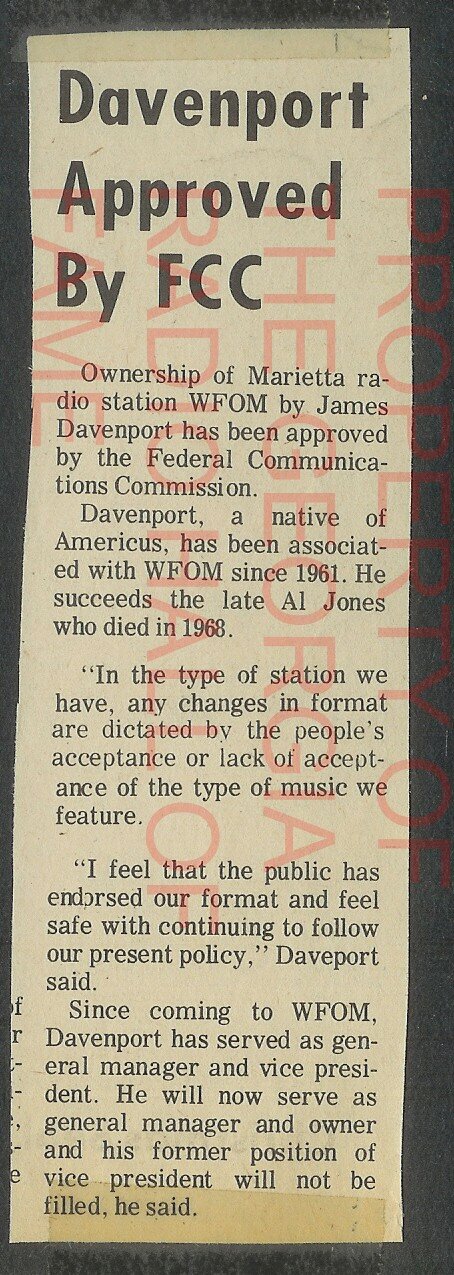 Davenport
Approved
By FCC
Ownership of Marietta ra-
dio station WFOM by James
Davenport has been approved
by the Federal Communica-
tions Commission.
Davenport, a native of
Americus, has been associat-
ed with WFOM since 1961. He
succeeds the late Al Jones
who died in 1968.
“In the type of station we
have, any changes in format
are dictated by the people's
acceptance or lack of accept-
ance of the type of music we
feature.
“I feel that the public has
endorsed our format and feel
safe with continuing to follow
our present policy,” Daveport
said.
Since coming to WFOM,
Davenport has served as gen-
eral manager and vice presi-
dent. He will now serve as
general manager and owner
and his former position of
vice president will not be
filled, he said.
PROPERTY OF
THE GEORGIA
RADIO HALL OF
FAME